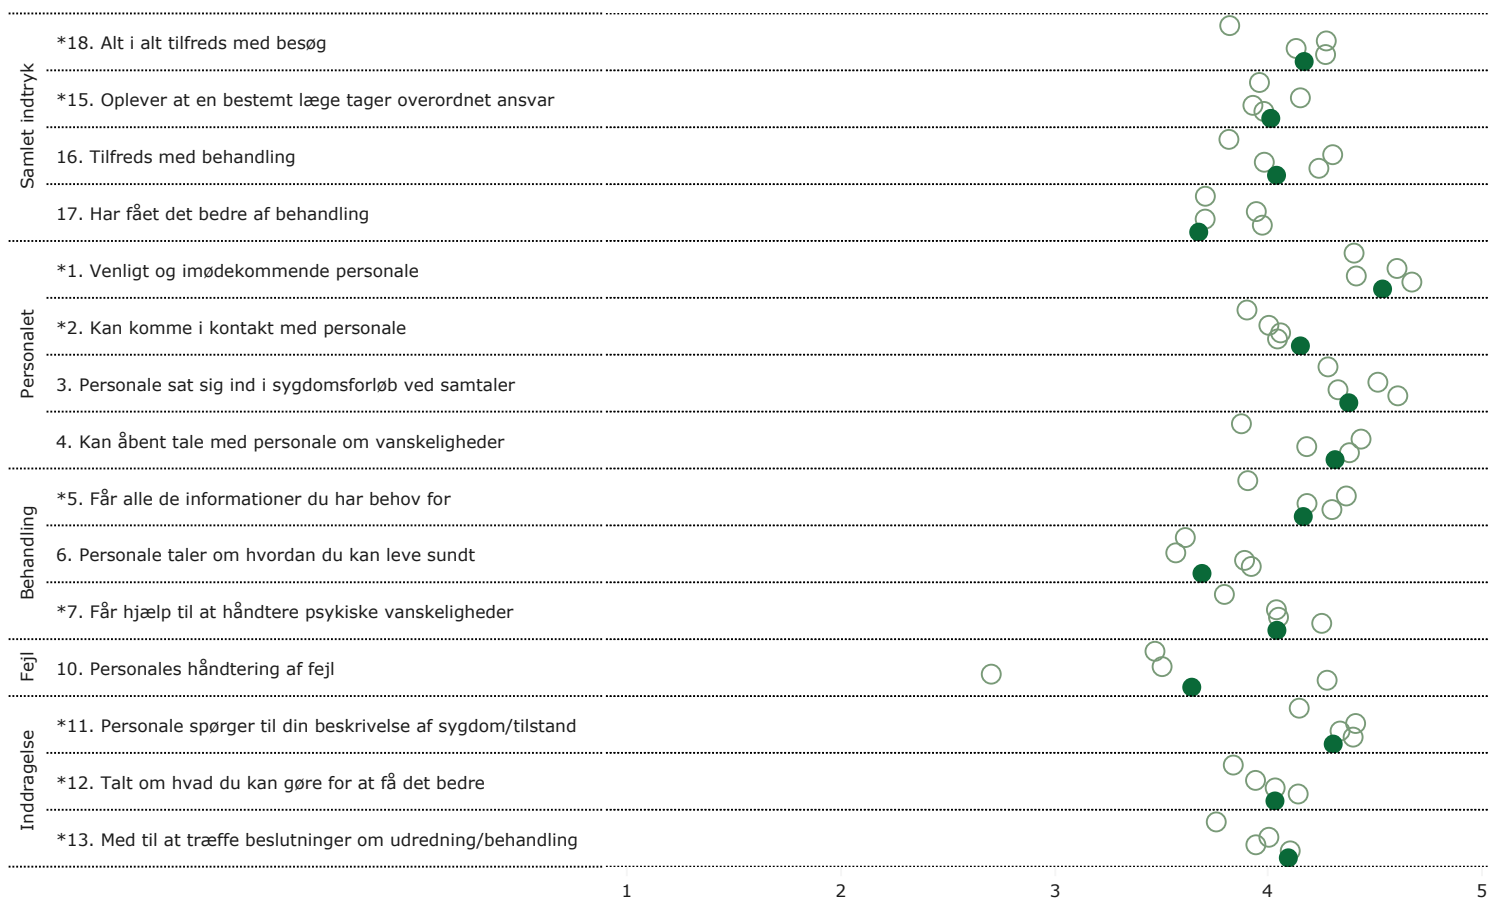 Samlet indtryk
*18. Alt i alt tilfreds med besøg
*15. Oplever at en bestemt læge tager overordnet ansvar
16. Tilfreds med behandling
17. Har fået det bedre af behandling
Personalet
*1. Venligt og imødekommende personale
*2. Kan komme i kontakt med personale
3. Personale sat sig ind i sygdomsforløb ved samtaler
4. Kan åbent tale med personale om vanskeligheder
Behandling
*5. Får alle de informationer du har behov for
6. Personale taler om hvordan du kan leve sundt
*7. Får hjælp til at håndtere psykiske vanskeligheder
Fejl
10. Personales håndtering af fejl
Inddragelse
*11. Personale spørger til din beskrivelse af sygdom/tilstand
*12. Talt om hvad du kan gøre for at få det bedre
*13. Med til at træffe beslutninger om udredning/behandling
1 2 3 4 5